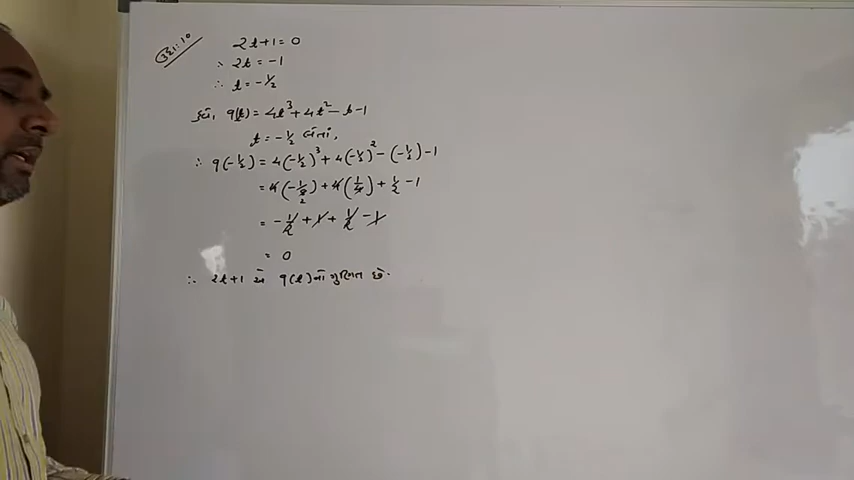 ઉદા:10
2t+1=0
∴ 2t = -1
∴ t = -1/2
હવે, q(t) = 4t³ + 4t² - t - 1
t = -1/2 લેતાં,
∴ q(-1/2) = 4(-1/2)³ + 4(-1/2)² - (-1/2) - 1
= 4(-1/8) + 4(1/4) + 1/2 - 1
= -1/2 + 1 + 1/2 - 1
= 0
∴ 2t+1 એ q(t) નો ગુણિત છે.